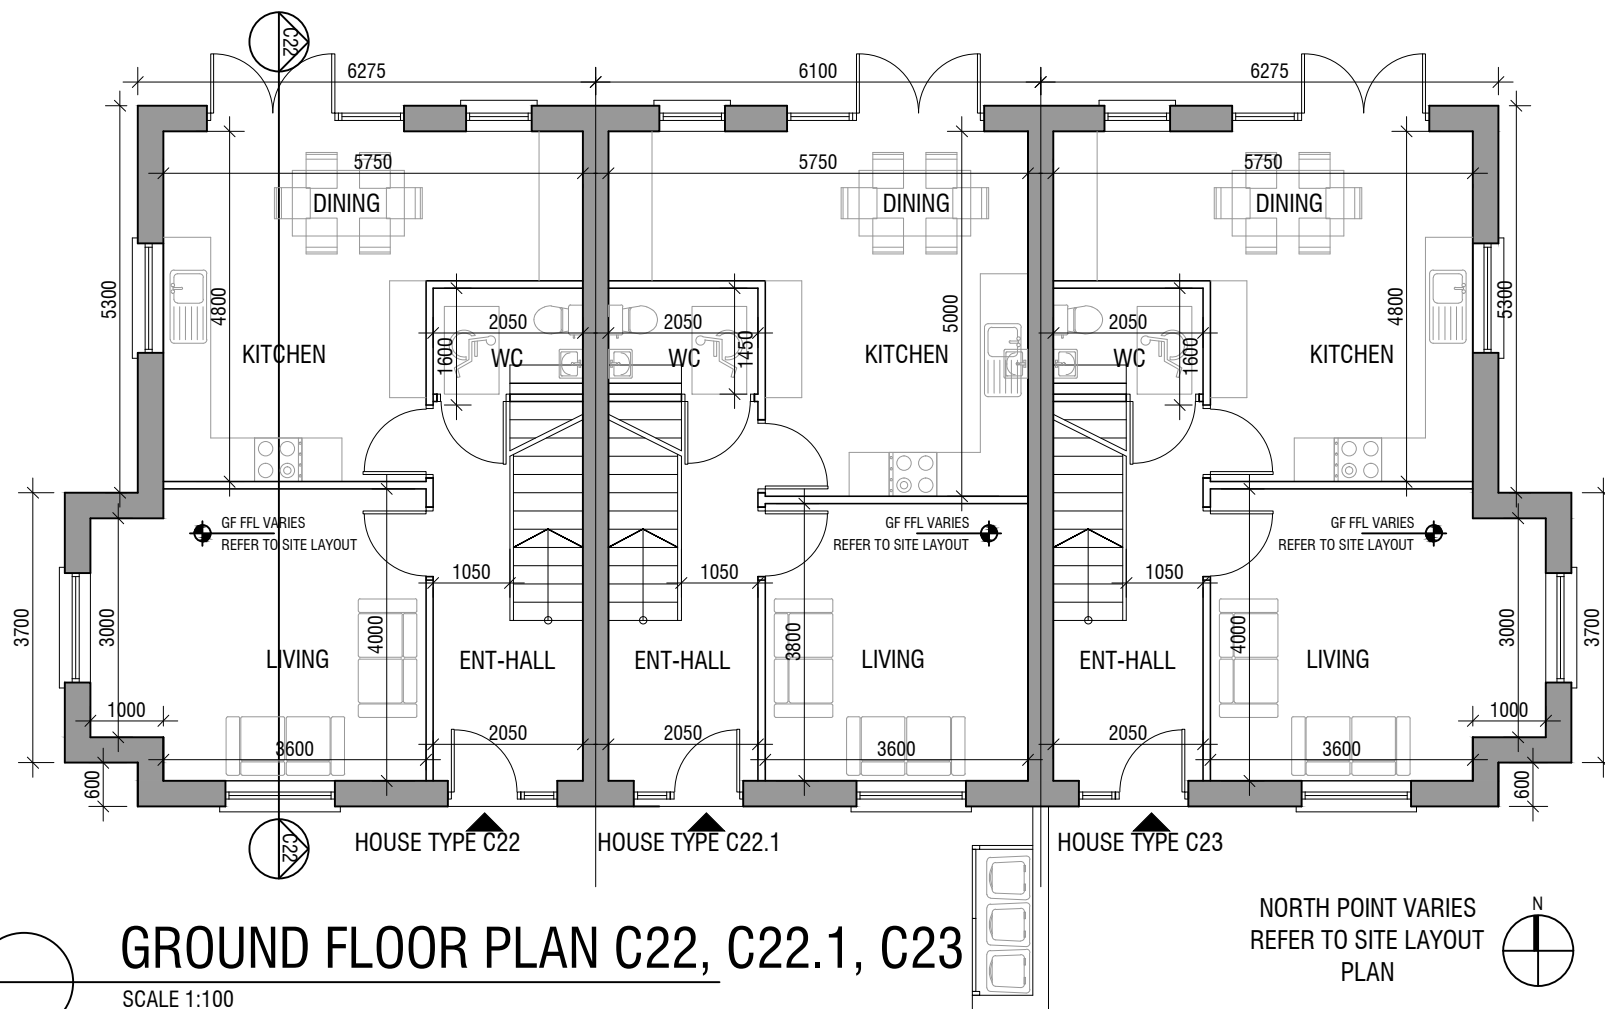 C22
6275
6100
6275
5750
5750
5750
DINING
DINING
DINING
5300
4800
5000
4800
5300
2050
2050
2050
1600
WC
WC
1450
WC
1600
KITCHEN
KITCHEN
KITCHEN
GF FFL VARIES
REFER TO SITE LAYOUT
GF FFL VARIES
REFER TO SITE LAYOUT
GF FFL VARIES
REFER TO SITE LAYOUT
1050
1050
1050
3700
3000
4000
3800
4000
3000
3700
LIVING
ENT-HALL
ENT-HALL
LIVING
ENT-HALL
LIVING
1000
1000
2050
2050
2050
3600
3600
3600
600
600
C22
HOUSE TYPE C22
HOUSE TYPE C22.1
HOUSE TYPE C23
GROUND FLOOR PLAN C22, C22.1, C23
SCALE 1:100
NORTH POINT VARIES
REFER TO SITE LAYOUT
PLAN
N